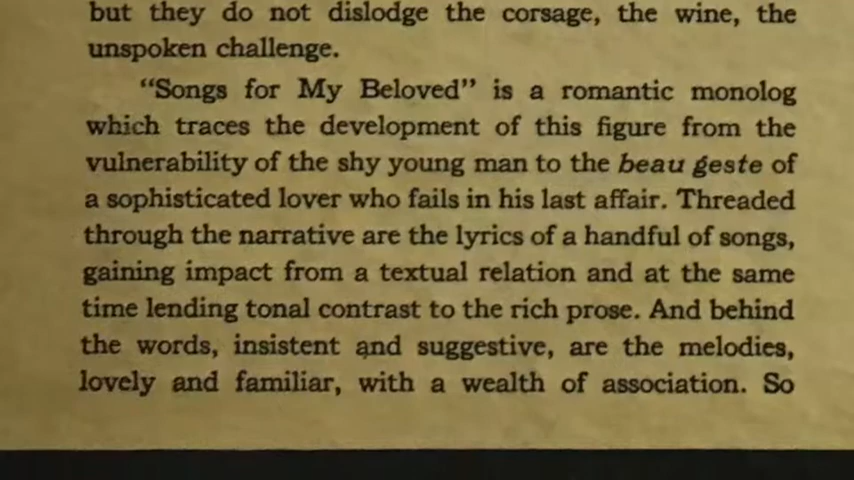 but they do not dislodge the corsage, the wine, the
unspoken challenge.
“Songs for My Beloved” is a romantic monolog
which traces the development of this figure from the
vulnerability of the shy young man to the beau geste of
a sophisticated lover who fails in his last affair. Threaded
through the narrative are the lyrics of a handful of songs,
gaining impact from a textual relation and at the same
time lending tonal contrast to the rich prose. And behind
the words, insistent and suggestive, are the melodies,
lovely and familiar, with a wealth of association. So